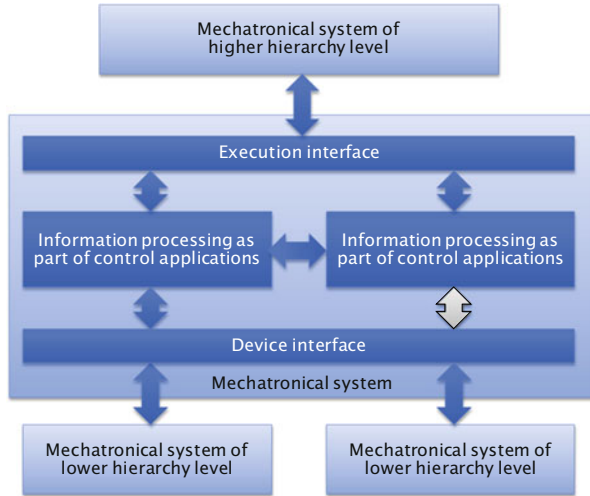 Mechatronical system of
higher hierarchy level
Execution interface
Information processing as
part of control applications
Information processing as
part of control applications
Device interface
Mechatronical system
Mechatronical system of
lower hierarchy level
Mechatronical system of
lower hierarchy level